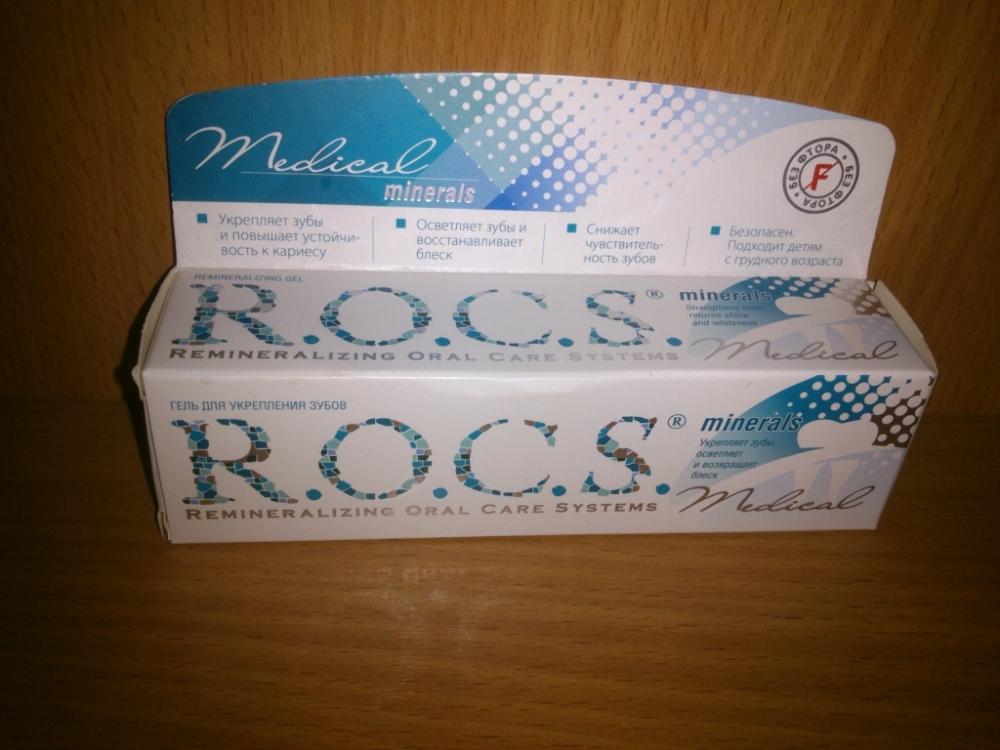 Medical
minerals
БЕЗ ФТОРА • БЕЗ ФТОРА •
F
Укрепляет зубы
и повышает устойчи-
вость к кариесу
Осветляет зубы и
восстанавливает
блеск
Снижает
чувствитель-
ность зубов
Безопасен.
Подходит детям
с грудного возраста
REMINERALIZING GEL
R.O.C.S.®
minerals
Strengthens teeth,
returns shine
and whiteness
REMINERALIZING ORAL CARE SYSTEMS
Medical
ГЕЛЬ ДЛЯ УКРЕПЛЕНИЯ ЗУБОВ
R.O.C.S.®
minerals
Укрепляет зубы,
осветляет
и возвращает
блеск
REMINERALIZING ORAL CARE SYSTEMS
Medical